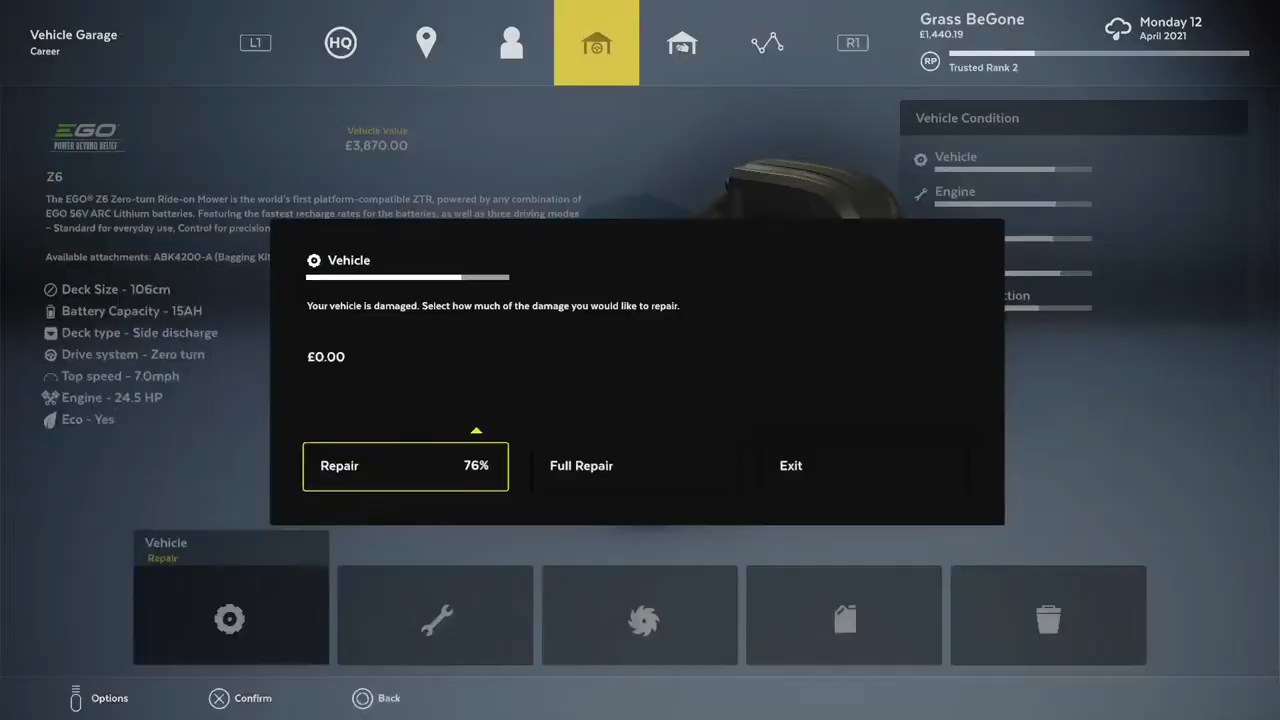 Vehicle Garage
Career
L1
HQ
R1
Grass BeGone
£1,440.19
Monday 12
April 2021
RP
Trusted Rank 2
EGO
POWER BEYOND BELIEF
Vehicle Value
£3,870.00
Vehicle Condition
Vehicle
Engine
ction
Z6
The EGO® Z6 Zero-turn Ride-on Mower is the world's first platform-compatible ZTR, powered by any combination of
EGO 56V ARC Lithium batteries. Featuring the fastest recharge rates for the batteries, as well as three driving modes
- Standard for everyday use, Control for precision
Available attachments: ABK4200-A (Bagging Kit
Deck Size - 106cm
Battery Capacity - 15AH
Deck type - Side discharge
Drive system - Zero turn
Top speed - 7.0mph
Engine - 24.5 HP
Eco - Yes
Vehicle
Your vehicle is damaged. Select how much of the damage you would like to repair.
£0.00
Repair 76%
Full Repair
Exit
Vehicle
Repair
Options
Confirm
Back